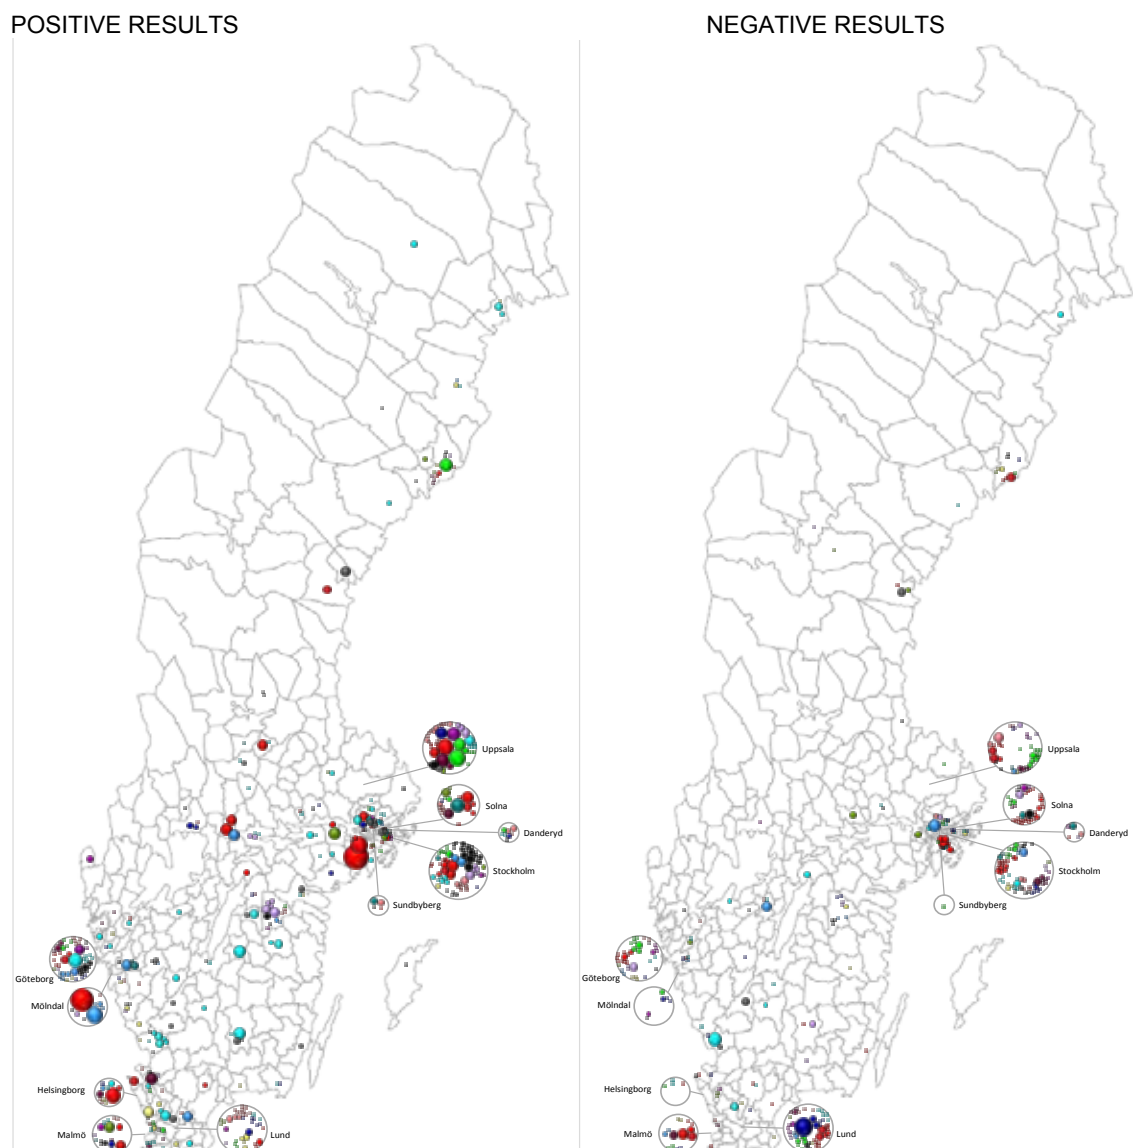 POSITIVE RESULTS
NEGATIVE RESULTS
Uppsala
Solna
Danderyd
Stockholm
Sundbyberg
Göteborg
Mölndal
Helsingborg
Malmö
Lund
Uppsala
Solna
Danderyd
Stockholm
Sundbyberg
Göteborg
Mölndal
Helsingborg
Malmö
Lund